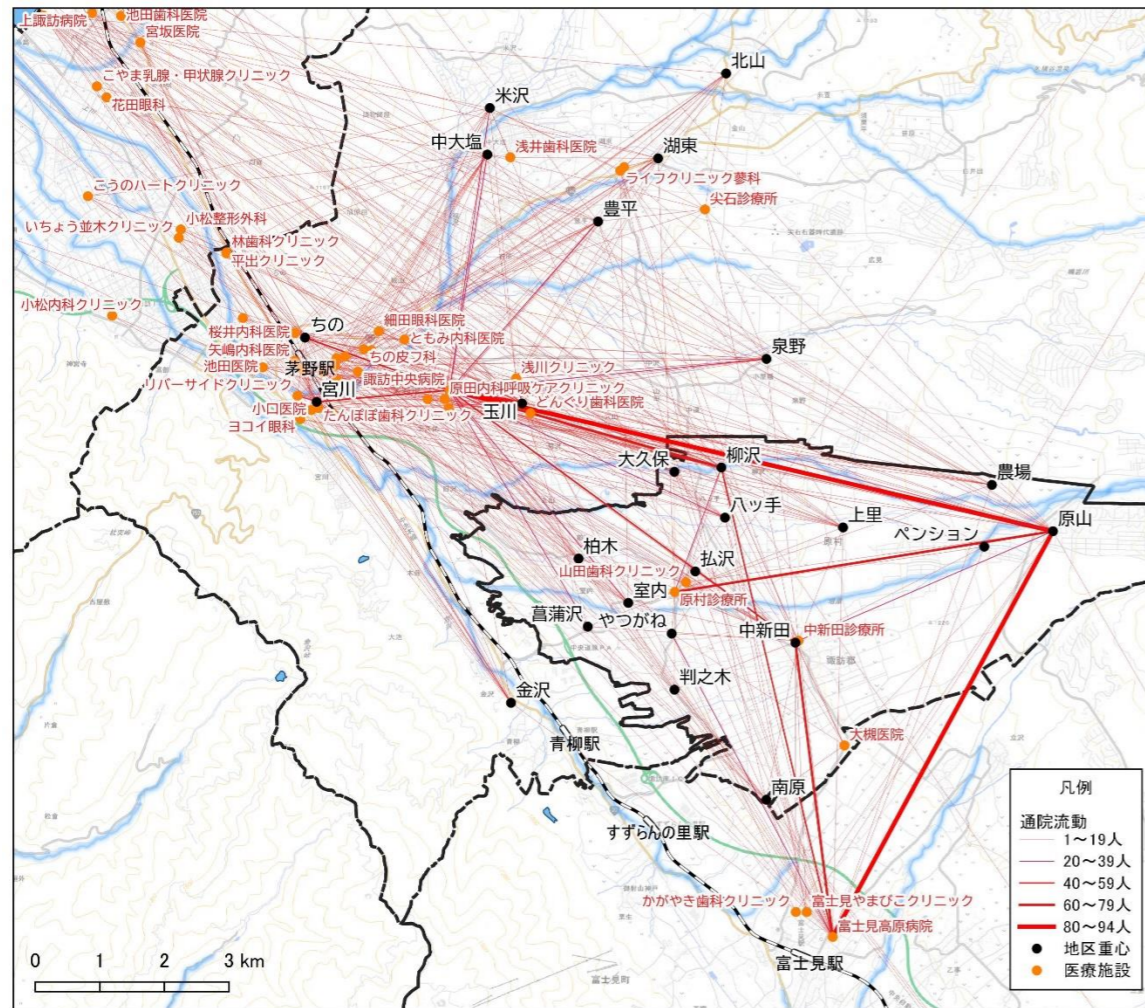 上諏訪病院
池田歯科医院
宮坂医院
北山
こやま乳腺・甲状腺クリニック
花田眼科
米沢
中大塩
浅井歯科医院
湖東
ライフクリニック蓼科
こうのハートクリニック
尖石診療所
豊平
小松整形外科
いちょう並木クリニック
林歯科クリニック
平出クリニック
小松内科クリニック
細田眼科医院
桜井内科医院
ちの
ともみ内科医院
矢嶋内科医院
ちの皮フ科
泉野
池田医院
茅野駅
浅川クリニック
諏訪中央病院
リバーサイドクリニック
宮川
原田内科呼吸ケアクリニック
小口医院
たんぽぽ歯科クリニック
玉川
どんぐり歯科医院
ヨコイ眼科
大久保
柳沢
農場
八ッ手
上里
原山
ペンション
柏木
払沢
山田歯科クリニック
室内
原村診療所
菖蒲沢
やつがね
中新田
中新田診療所
判之木
金沢
青柳駅
大槻医院
南原
すずらんの里駅
かがやき歯科クリニック
富士見やまびこクリニック
富士見高原病院
富士見駅
富士見町
0 1 2 3 km
凡例
通院流動
1～19人
20～39人
40～59人
60～79人
80～94人
地区重心
医療施設